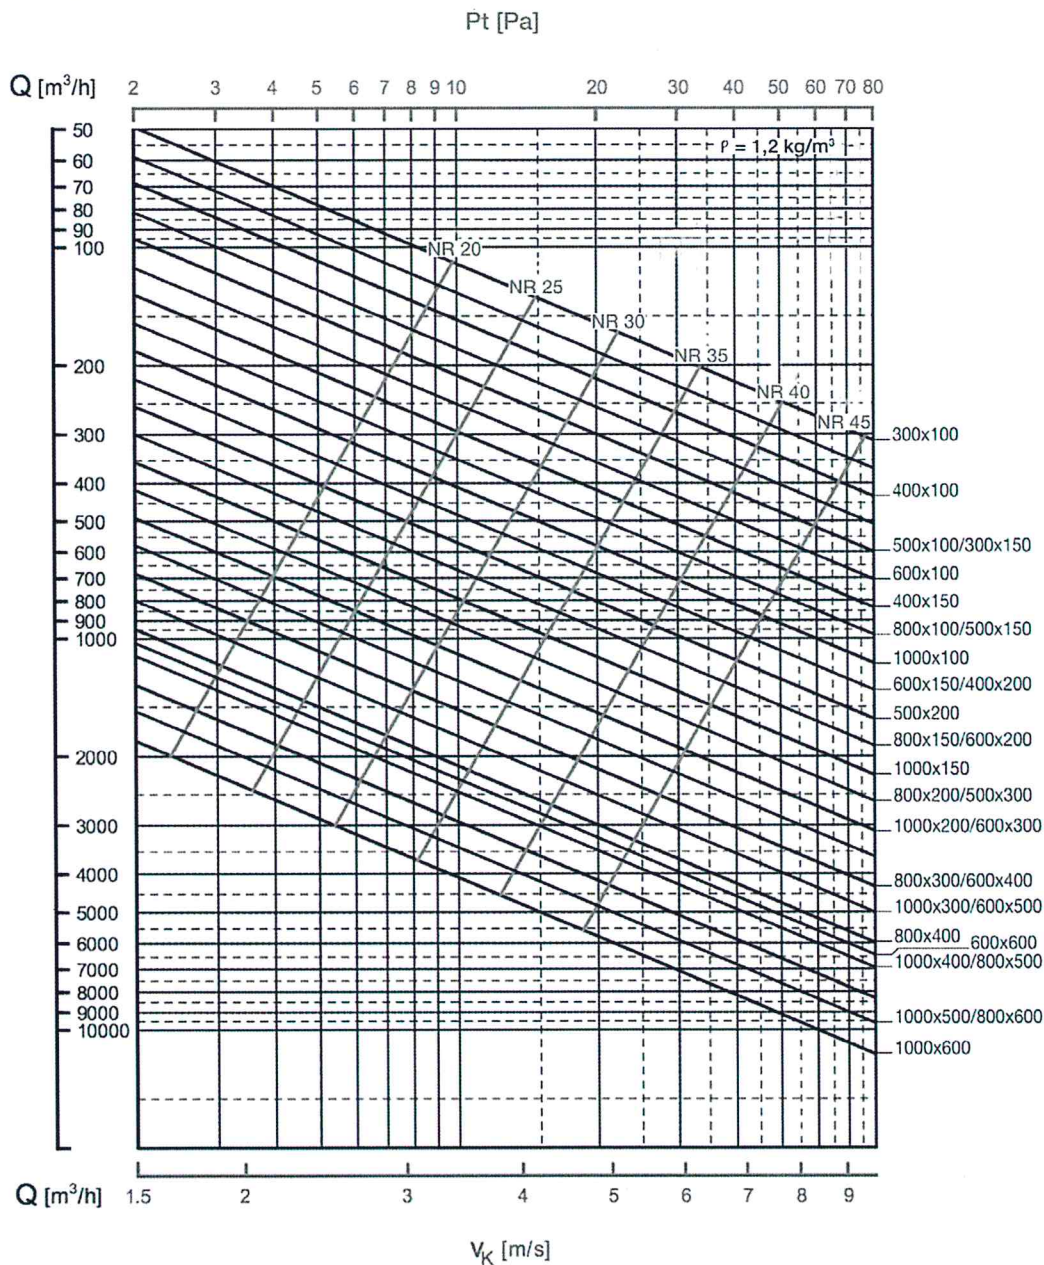 Pt [Pa]
Q [m³/h] 2 3 4 5 6 7 8 9 10 20 30 40 50 60 70 80
50
ρ = 1,2 kg/m³
60
70
80
90
100
NR 20
NR 25
NR 30
NR 35
200
NR 40
NR 45
300
300x100
400
400x100
500
500x100/300x150
600
600x100
700
800
400x150
900
800x100/500x150
1000
1000x100
600x150/400x200
500x200
800x150/600x200
2000
1000x150
800x200/500x300
3000
1000x200/600x300
4000
800x300/600x400
5000
1000x300/600x500
800x400
6000
600x600
1000x400/800x500
7000
8000
9000
1000x500/800x600
10000
1000x600
Q [m³/h] 1.5 2 3 4 5 6 7 8 9
VK [m/s]